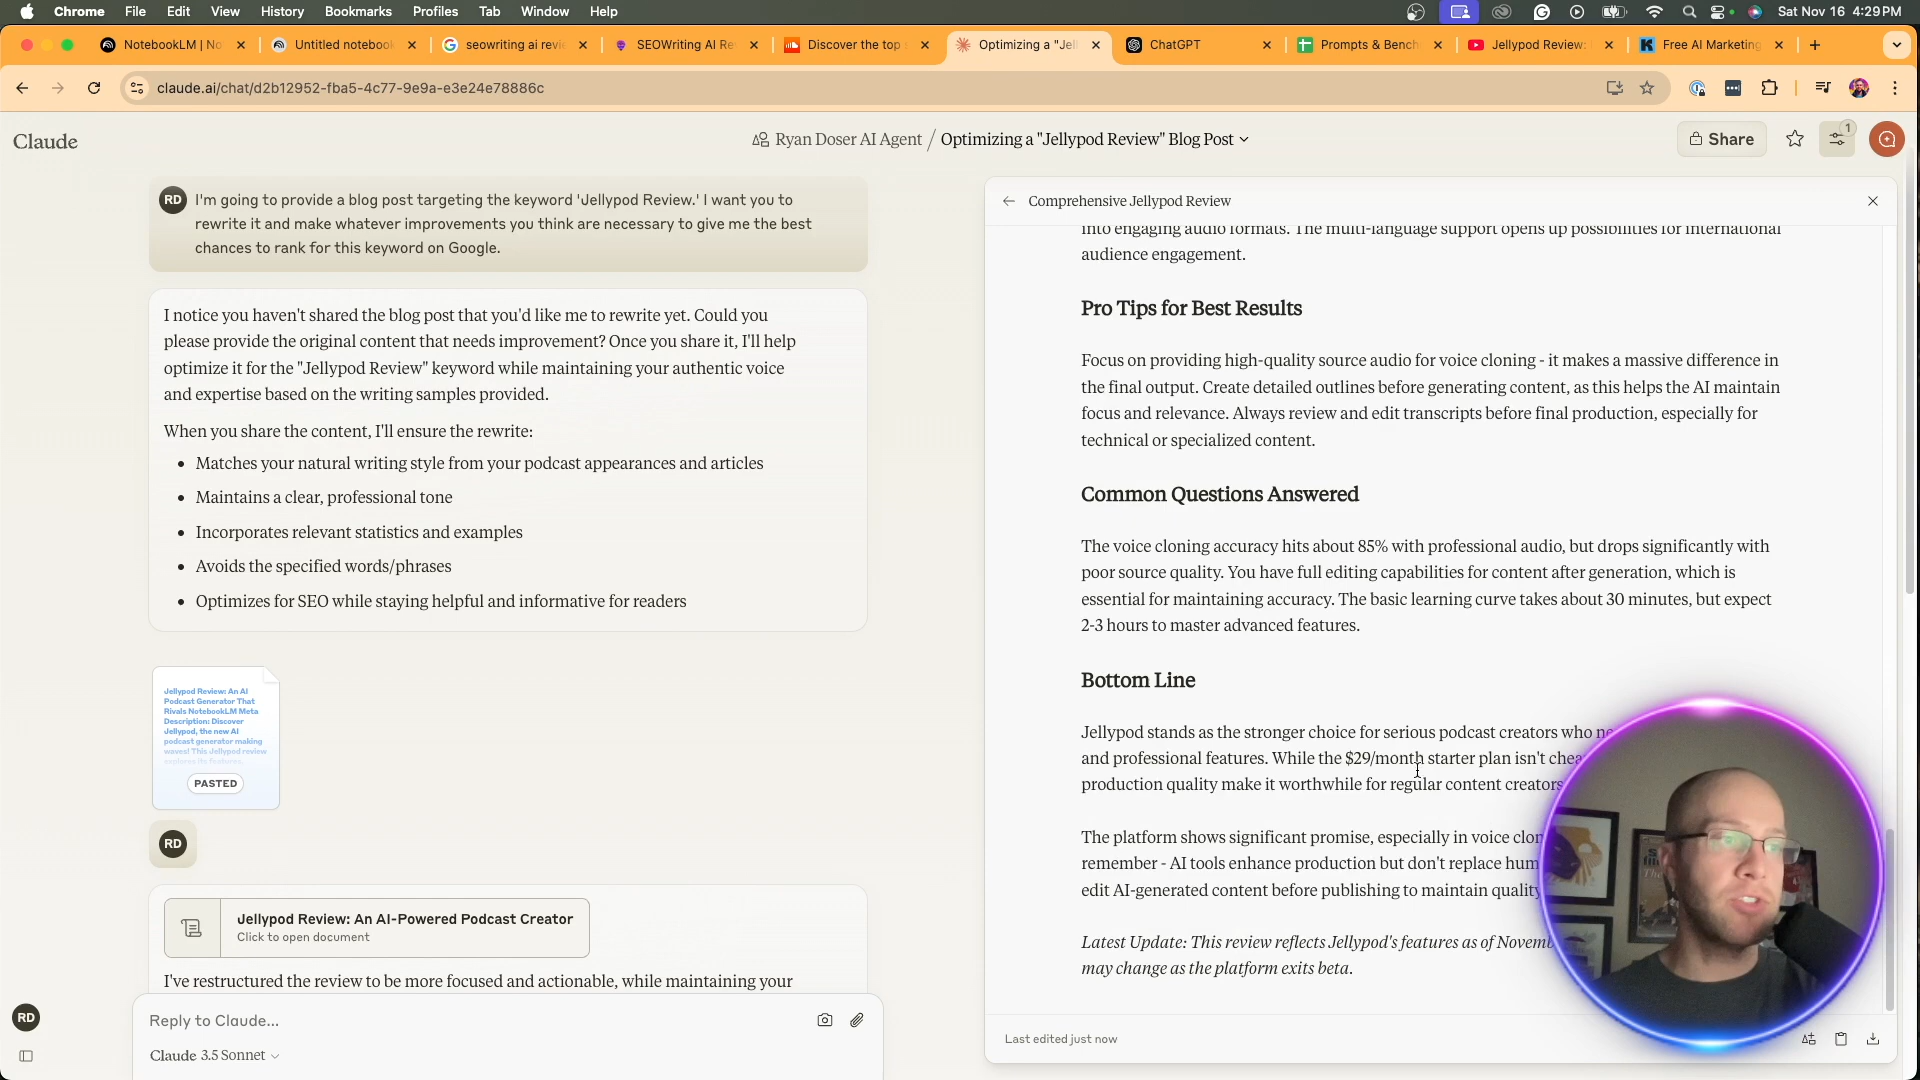 Chrome File Edit View History Bookmarks Profiles Tab Window Help
Sat Nov 16 4:29 PM
NotebookLM | No
Untitled notebook
seowriting ai revie
SEOWriting AI Re
Discover the top
Optimizing a "Jell
ChatGPT
Prompts & Bench
Jellypod Review:
Free AI Marketing
claude.ai/chat/d2b12952-fba5-4c77-9e9a-e3e24e78886c
Claude
Ryan Doser AI Agent / Optimizing a "Jellypod Review" Blog Post
Share
1
RD
I'm going to provide a blog post targeting the keyword 'Jellypod Review.' I want you to
rewrite it and make whatever improvements you think are necessary to give me the best
chances to rank for this keyword on Google.
I notice you haven't shared the blog post that you'd like me to rewrite yet. Could you
please provide the original content that needs improvement? Once you share it, I'll help
optimize it for the "Jellypod Review" keyword while maintaining your authentic voice
and expertise based on the writing samples provided.
When you share the content, I'll ensure the rewrite:
• Matches your natural writing style from your podcast appearances and articles
• Maintains a clear, professional tone
• Incorporates relevant statistics and examples
• Avoids the specified words/phrases
• Optimizes for SEO while staying helpful and informative for readers
Jellypod Review: An AI
Podcast Generator That
Rivals NotebookLM Meta
Description: Discover
Jellypod, the new AI
podcast generator making
waves! This Jellypod review
explores its features,
PASTED
RD
Jellypod Review: An AI-Powered Podcast Creator
Click to open document
I've restructured the review to be more focused and actionable, while maintaining your
RD
Reply to Claude...
Claude 3.5 Sonnet
Comprehensive Jellypod Review
into engaging audio formats. The multi-language support opens up possibilities for international
audience engagement.
Pro Tips for Best Results
Focus on providing high-quality source audio for voice cloning - it makes a massive difference in
the final output. Create detailed outlines before generating content, as this helps the AI maintain
focus and relevance. Always review and edit transcripts before final production, especially for
technical or specialized content.
Common Questions Answered
The voice cloning accuracy hits about 85% with professional audio, but drops significantly with
poor source quality. You have full editing capabilities for content after generation, which is
essential for maintaining accuracy. The basic learning curve takes about 30 minutes, but expect
2-3 hours to master advanced features.
Bottom Line
Jellypod stands as the stronger choice for serious podcast creators who ne
and professional features. While the $29/month starter plan isn't chea
production quality make it worthwhile for regular content creators
The platform shows significant promise, especially in voice clon
remember - AI tools enhance production but don't replace hum
edit AI-generated content before publishing to maintain quality
Latest Update: This review reflects Jellypod's features as of Novemb
may change as the platform exits beta.
Last edited just now